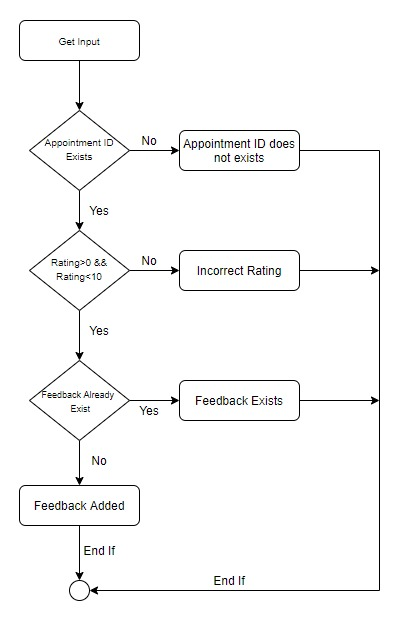 Get Input
Appointment ID
Exists
No
Appointment ID does
not exists
Yes
Rating>0 &&
Rating<10
No
Incorrect Rating
Yes
Feedback Already
Exist
Yes
Feedback Exists
No
Feedback Added
End If
End If